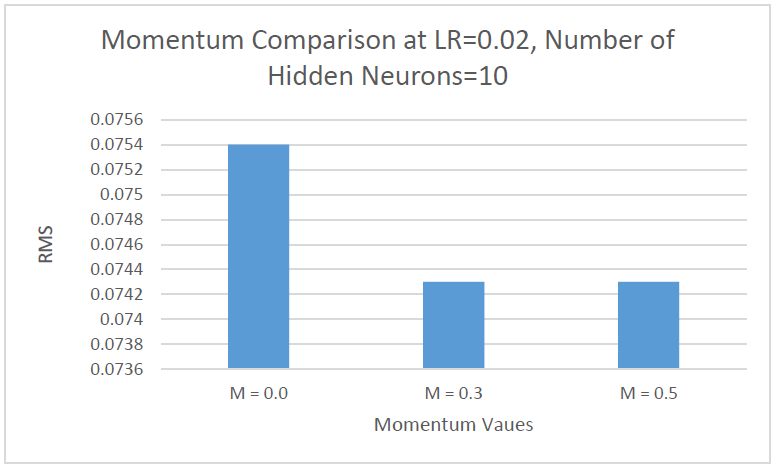 Momentum Comparison at LR=0.02, Number of
Hidden Neurons=10
0.0756
0.0754
0.0752
0.075
0.0748
0.0746
0.0744
0.0742
0.074
0.0738
0.0736
RMS
M = 0.0
M = 0.3
M = 0.5
Momentum Vaues